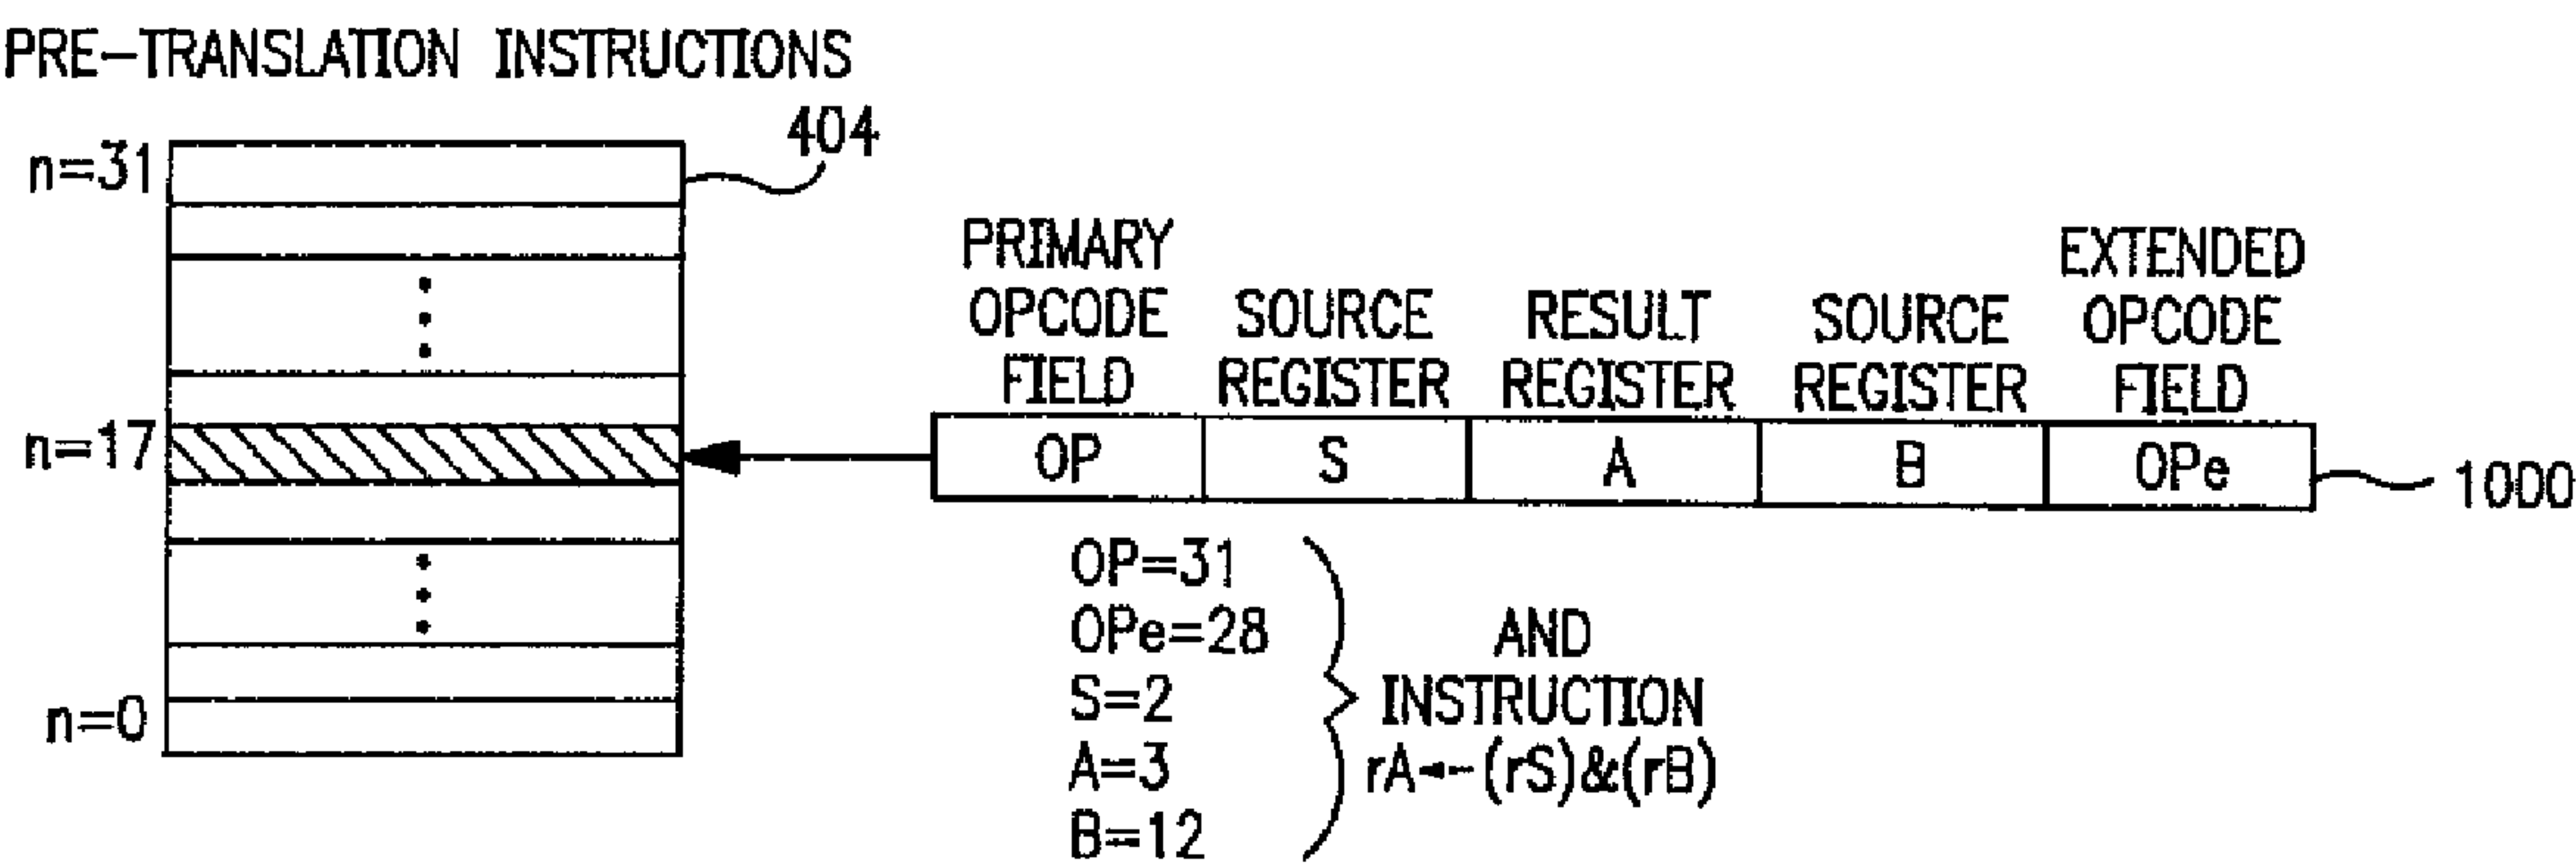 PRE-TRANSLATION INSTRUCTIONS
n=31
404
n=17
n=0
PRIMARY
OPCODE
FIELD
SOURCE
REGISTER
RESULT
REGISTER
SOURCE
REGISTER
EXTENDED
OPCODE
FIELD
OP
S
A
B
OPe
1000
OP=31
OPe=28
S=2
A=3
B=12
AND
INSTRUCTION
rA◄--(rS)&(rB)